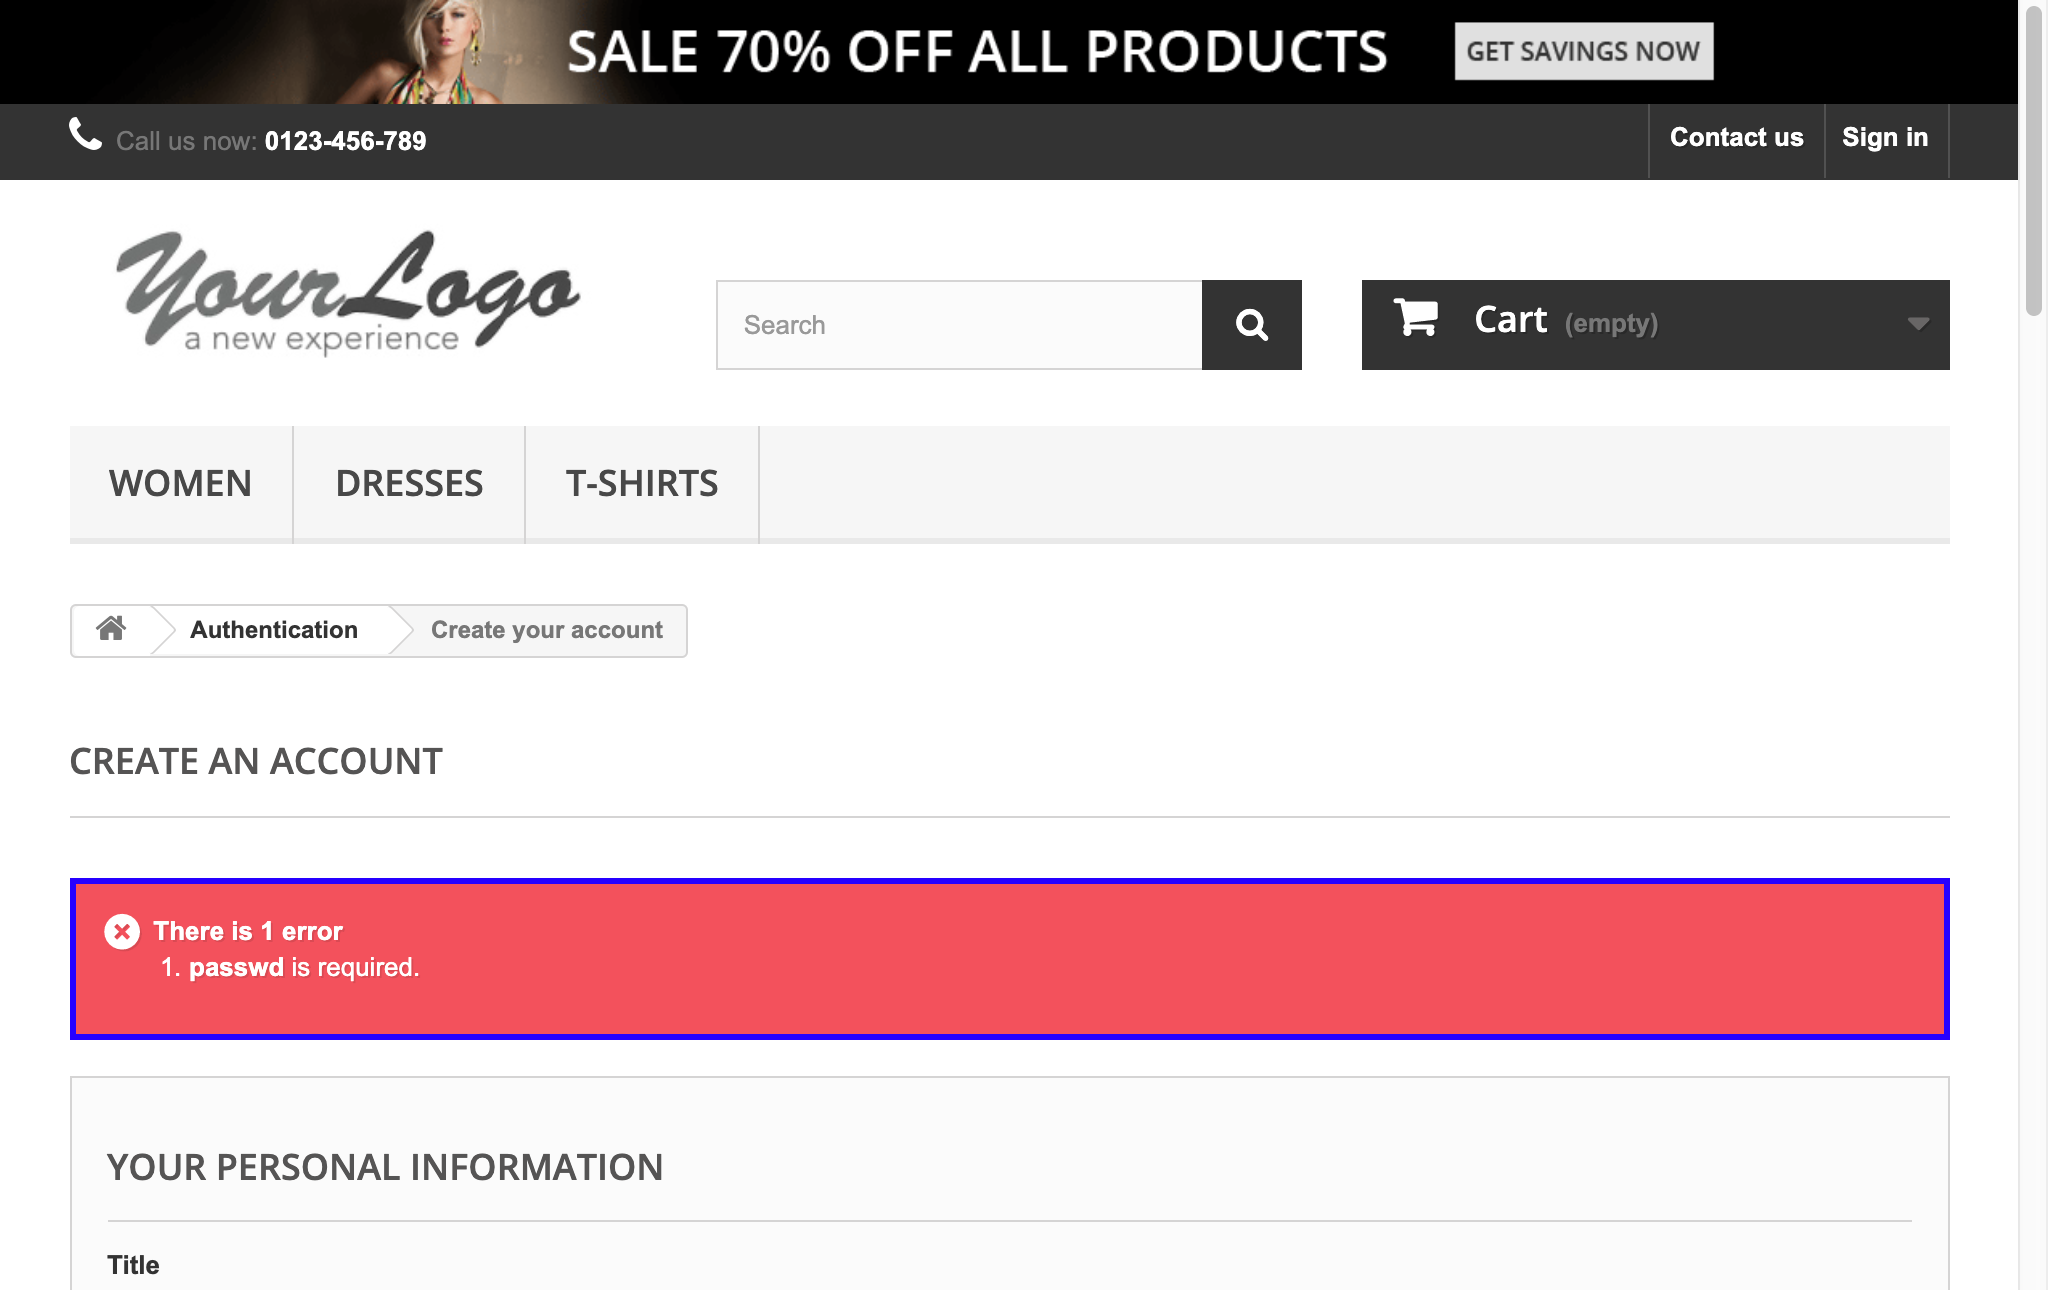 SALE 70% OFF ALL PRODUCTS GET SAVINGS NOW
Call us now: 0123-456-789 Contact us Sign in
YourLogo
a new experience
Search Cart (empty)
WOMEN DRESSES T-SHIRTS
Authentication Create your account
CREATE AN ACCOUNT
There is 1 error
1. passwd is required.
YOUR PERSONAL INFORMATION
Title